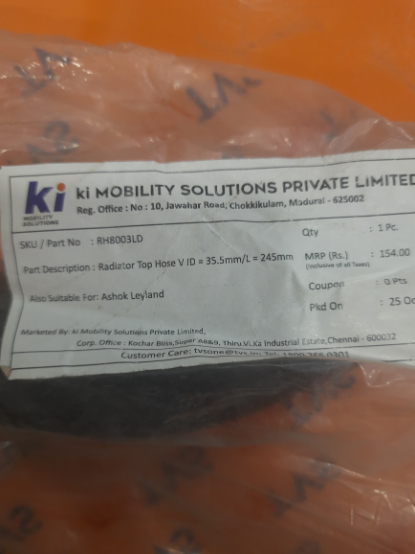 ki
MOBILITY
SOLUTIONS
ki MOBILITY SOLUTIONS PRIVATE LIMITED
Reg. Office : No : 10, Jawahar Road, Chokkikulam, Madurai - 625002
SKU / Part No : RH8003LD
Qty : 1 Pc.
Part Description : Radiator Top Hose V ID = 35.5mm/L = 245mm
MRP (Rs.) : 154.00
(Inclusive of all Taxes)
Also Suitable For: Ashok Leyland
Coupon : 0 Pts
Pkd On : 25 Oc
Marketed By: ki Mobility Solutions Private Limited,
Corp. Office : Kochar Bliss, Super A8&9, Thiru.Vi.Ka Industrial Estate, Chennai - 600032
Customer Care: